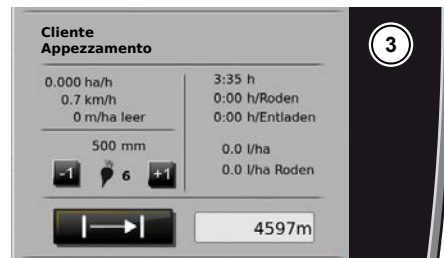 Cliente
Appezzamento
0.000 ha/h
0.7 km/h
0 m/ha leer
3:35 h
0:00 h/Roden
0:00 h/Entladen
500 mm
-1
6
+1
0.0 l/ha
0.0 l/ha Roden
4597m
3